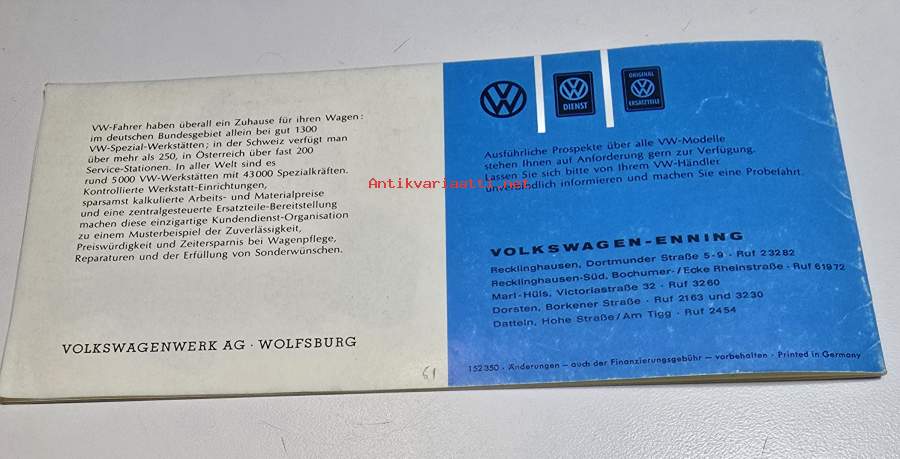 VW-Fahrer haben überall ein Zuhause für ihren Wagen:
im deutschen Bundesgebiet allein bei gut 1300
VW-Spezial-Werkstätten; in der Schweiz verfügt man
über mehr als 250, in Österreich über fast 200
Service-Stationen. In aller Welt sind es
rund 5000 VW-Werkstätten mit 43000 Spezialkräften.
Kontrollierte Werkstatt-Einrichtungen,
sparsamst kalkulierte Arbeits- und Materialpreise
und eine zentralgesteuerte Ersatzteile-Bereitstellung
machen diese einzigartige Kundendienst-Organisation
zu einem Musterbeispiel der Zuverlässigkeit,
Preiswürdigkeit und Zeitersparnis bei Wagenpflege,
Reparaturen und der Erfüllung von Sonderwünschen.
VOLKSWAGENWERK AG · WOLFSBURG
61
VW
VW
DIENST
ORIGINAL
VW
ERSATZTEILE
Ausführliche Prospekte über alle VW-Modelle
stehen Ihnen auf Anforderung gern zur Verfügung.
Lassen Sie sich bitte von Ihrem VW-Händler
unverbindlich informieren und machen Sie eine Probefahrt.
Antikvariaatti.net
VOLKSWAGEN-ENNING
Recklinghausen, Dortmunder Straße 5-9 · Ruf 23282
Recklinghausen-Süd, Bochumer-/Ecke Rheinstraße · Ruf 61972
Marl-Hüls, Victoriastraße 32 · Ruf 3260
Dorsten, Borkener Straße · Ruf 2163 und 3230
Datteln, Hohe Straße/Am Tigg · Ruf 2454
152350 · Änderungen — auch der Finanzierungsgebühr — vorbehalten · Printed in Germany